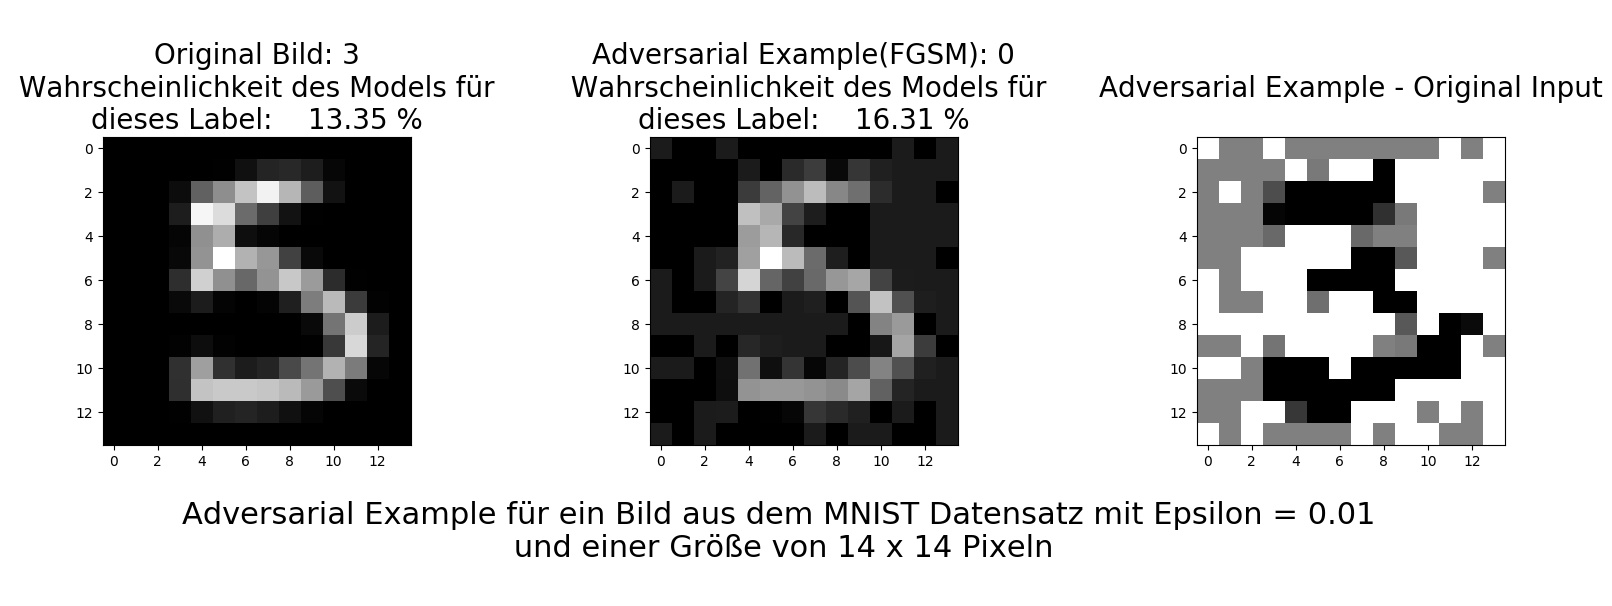 Original Bild: 3
Wahrscheinlichkeit des Models für
dieses Label:    13.35 %
Adversarial Example(FGSM): 0
Wahrscheinlichkeit des Models für
dieses Label:    16.31 %
Adversarial Example - Original Input
0
2
4
6
8
10
12
0 2 4 6 8 10 12
0
2
4
6
8
10
12
0 2 4 6 8 10 12
0
2
4
6
8
10
12
0 2 4 6 8 10 12
Adversarial Example für ein Bild aus dem MNIST Datensatz mit Epsilon = 0.01
und einer Größe von 14 x 14 Pixeln